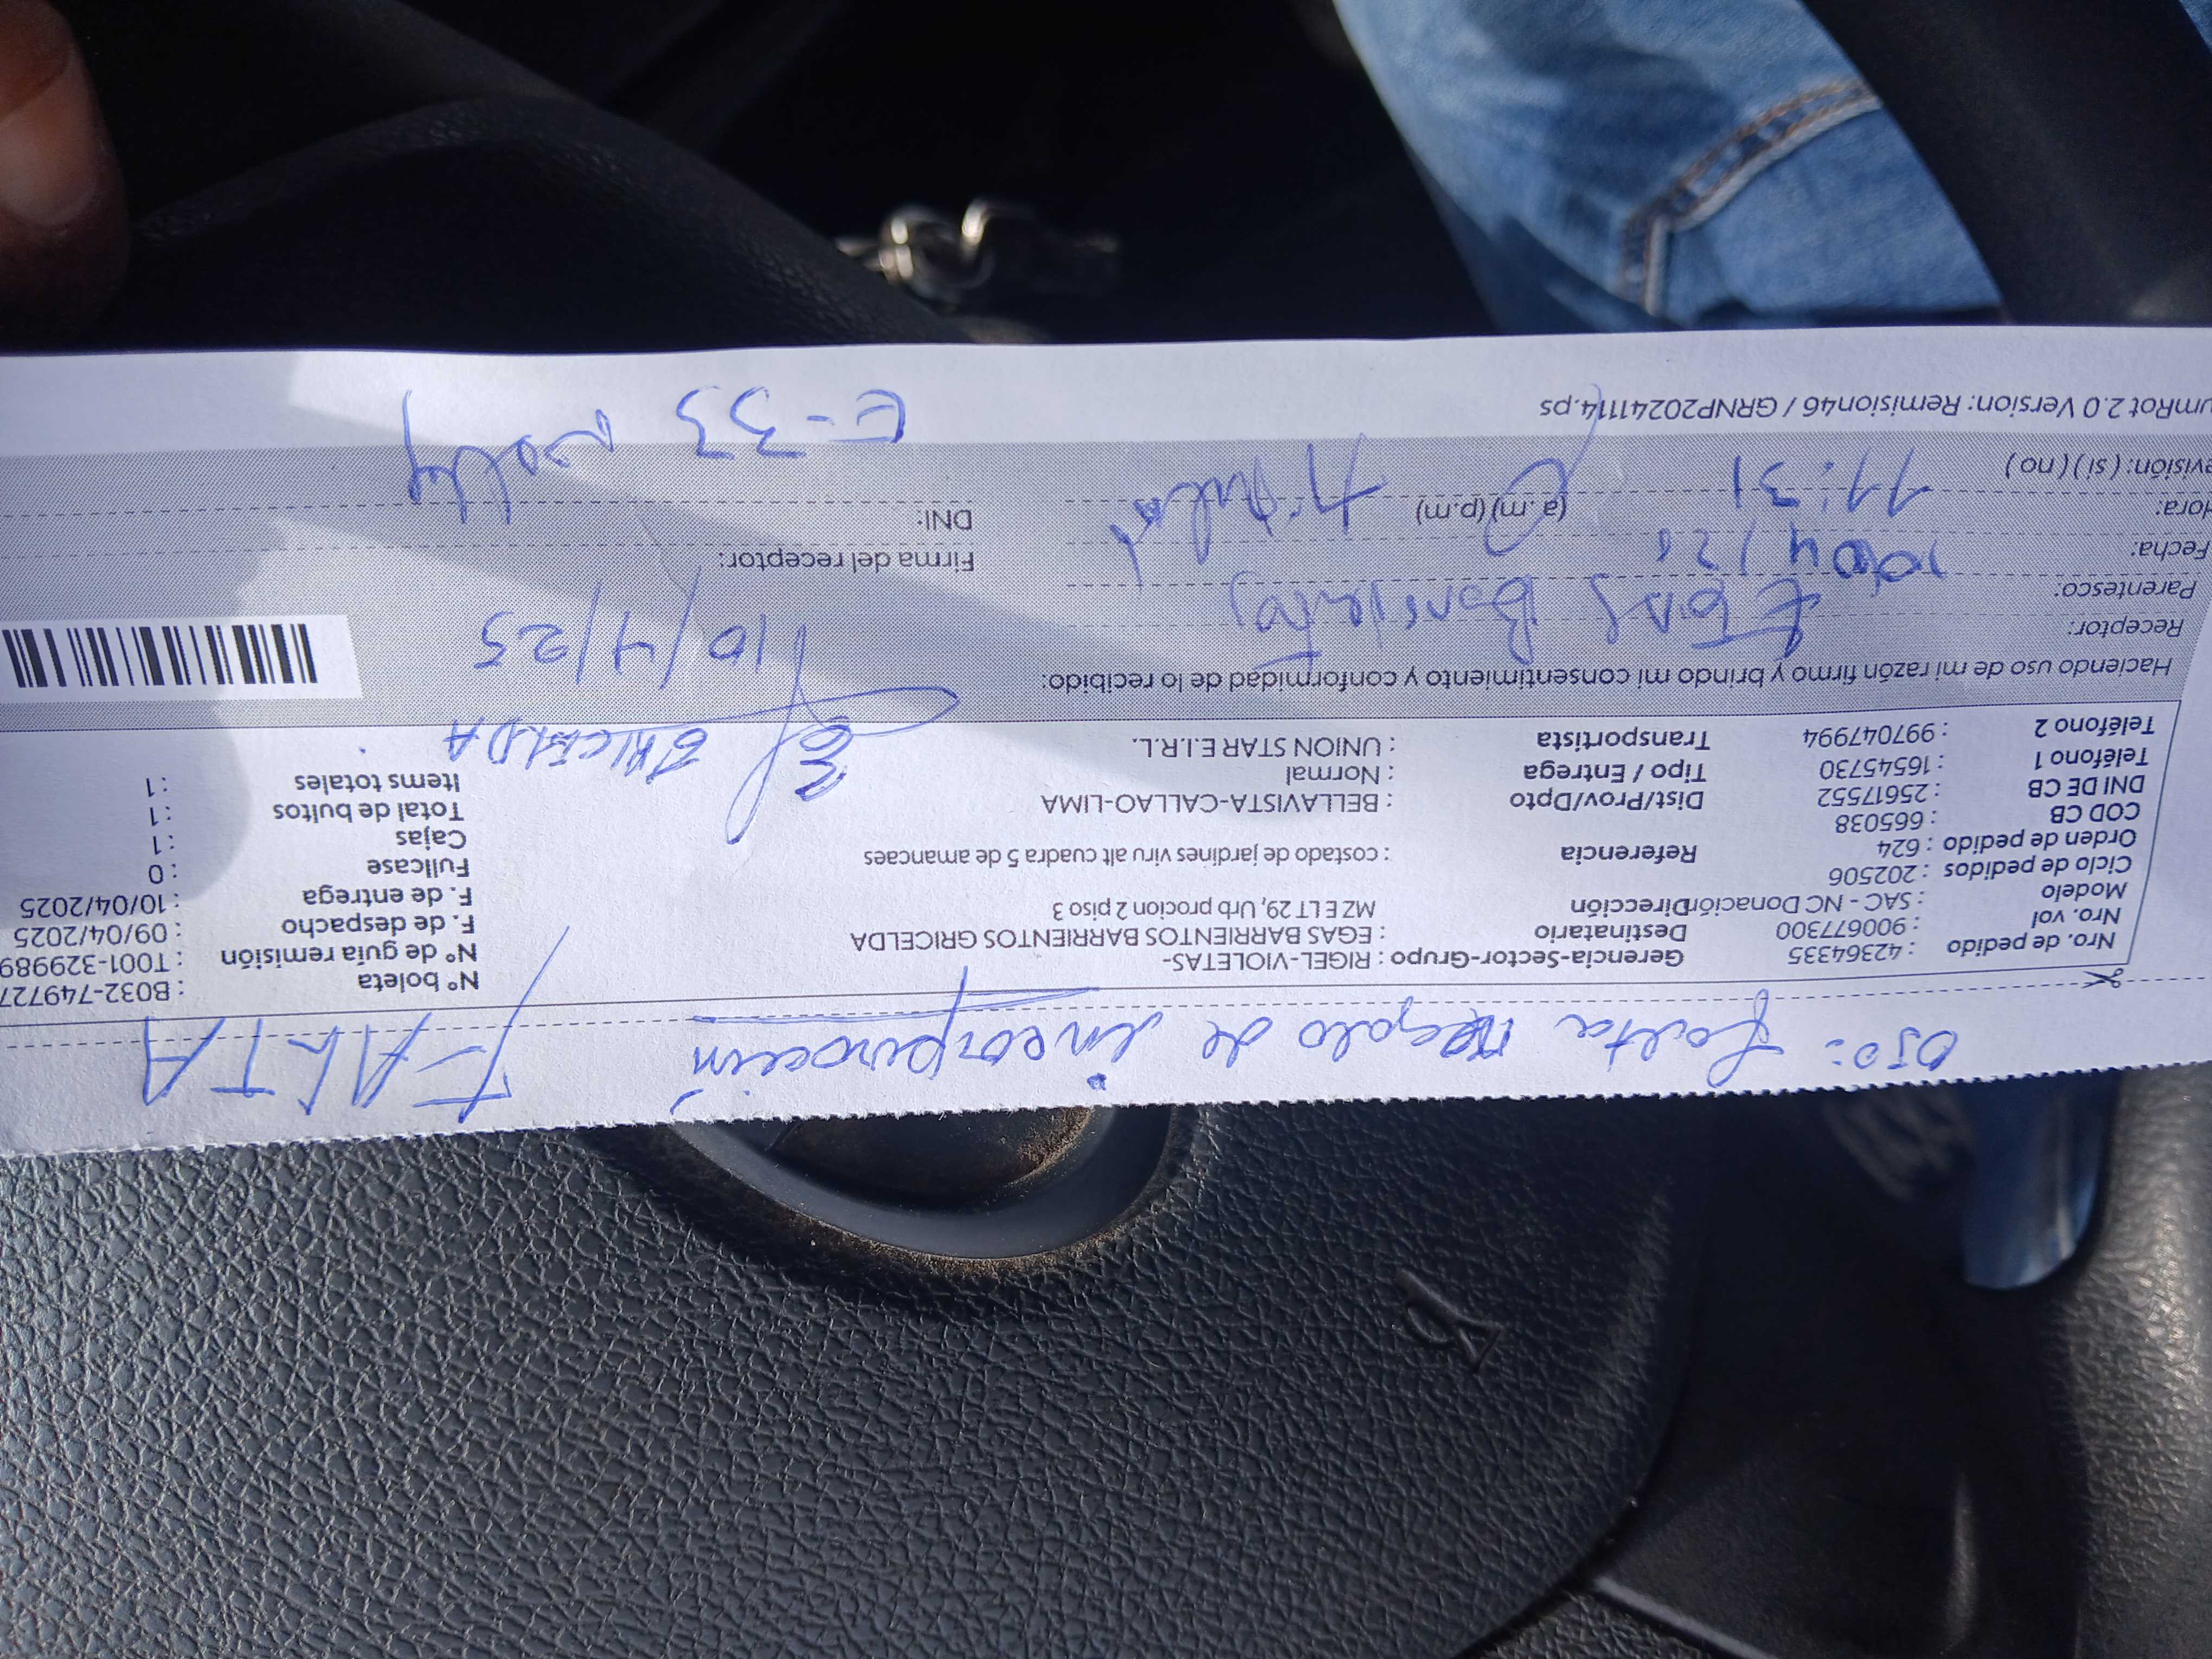 OJO: falta regalo de incorporación
FALTA
Nro. de pedido : 42364335
Nro. vol : 900677300
Modelo : SAC - NC Donación
Ciclo de pedidos : 202506
Orden de pedido : 624
COD CB : 665038
DNI DE CB : 25617552
Teléfono 1 : 16545730
Teléfono 2 : 997047994
Gerencia-Sector-Grupo : RIGEL-VIOLETAS-
Destinatario : EGAS BARRIENTOS BARRIENTOS GRICELDA
Dirección MZ E LT 29, Urb procion 2 piso 3
Referencia : costado de jardines viru alt cuadra 5 de amancaes
Dist/Prov/Dpto : BELLAVISTA-CALLAO-LIMA
Tipo / Entrega : Normal
Transportista : UNION STAR E.I.R.L.
N° boleta : B032-749727
N° de guía remisión : T001-329989
F. de despacho : 09/04/2025
F. de entrega : 10/04/2025
Fullcase : 0
Cajas : 1
Total de bultos : 1
Items totales : 1
GRICELDA
Haciendo uso de mi razón firmo y brindo mi consentimiento y conformidad de lo recibido:
Receptor: Egas Barrientos
Parentesco:
Fecha: 10/04/25
Hora: 11:31 (a.m) (p.m)
evisión: ( si ) ( no )
10/4/25
Firma del receptor:
DNI:
E-33
umRot 2.0 Version: Remision46 / GRNP20241114.ps